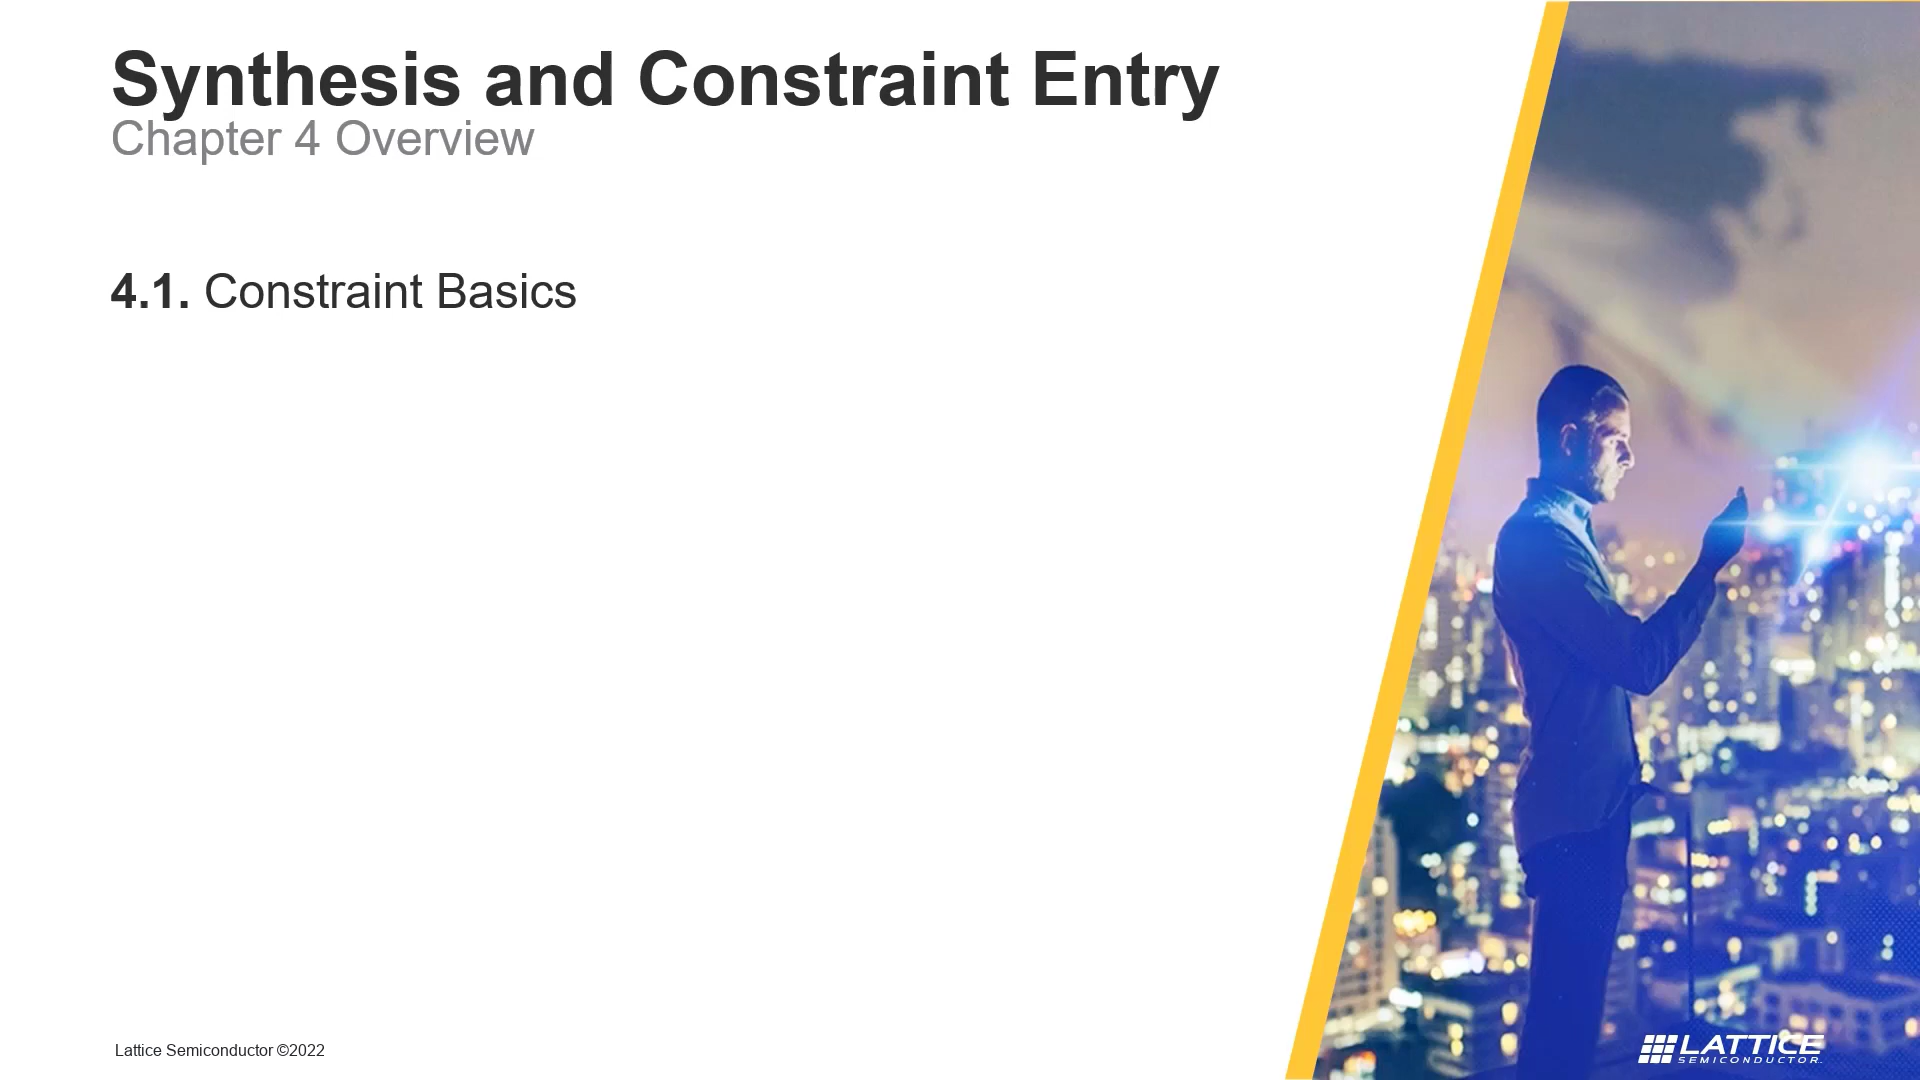 Synthesis and Constraint Entry
Chapter 4 Overview
4.1. Constraint Basics
Lattice Semiconductor ©2022
LATTICE
SEMICONDUCTOR.